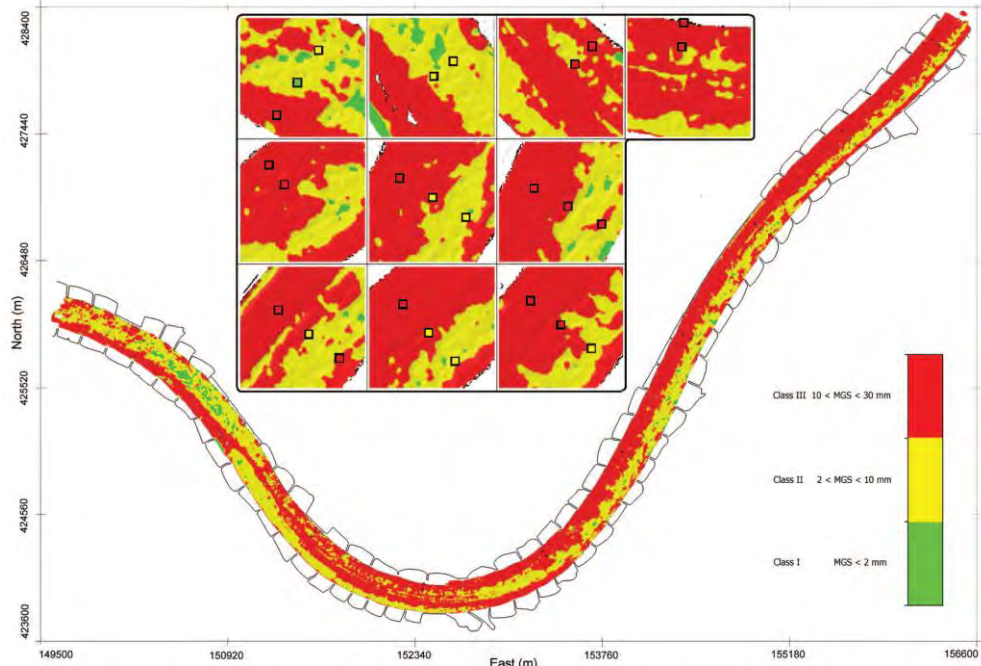 428400
427440
426480
425520
424560
423600
North (m)
Class III 10 < MGS < 30 mm
Class II 2 < MGS < 10 mm
Class I MGS < 2 mm
149500
150920
152340
153760
155180
156600
East (m)